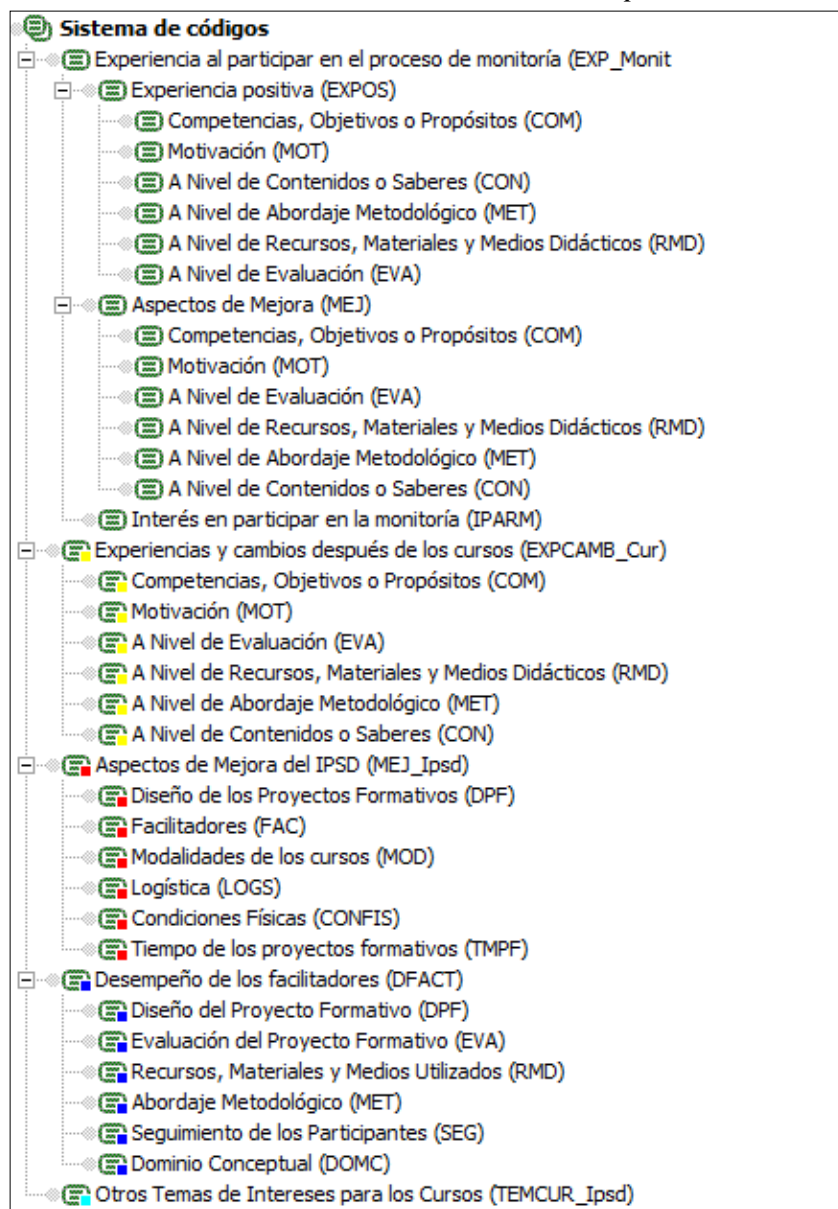 Sistema de códigos
Experiencia al participar en el proceso de monitoría (EXP_Monit
Experiencia positiva (EXPOS)
Competencias, Objetivos o Propósitos (COM)
Motivación (MOT)
A Nivel de Contenidos o Saberes (CON)
A Nivel de Abordaje Metodológico (MET)
A Nivel de Recursos, Materiales y Medios Didácticos (RMD)
A Nivel de Evaluación (EVA)
Aspectos de Mejora (MEJ)
Competencias, Objetivos o Propósitos (COM)
Motivación (MOT)
A Nivel de Evaluación (EVA)
A Nivel de Recursos, Materiales y Medios Didácticos (RMD)
A Nivel de Abordaje Metodológico (MET)
A Nivel de Contenidos o Saberes (CON)
Interés en participar en la monitoría (IPARM)
Experiencias y cambios después de los cursos (EXPCAMB_Cur)
Competencias, Objetivos o Propósitos (COM)
Motivación (MOT)
A Nivel de Evaluación (EVA)
A Nivel de Recursos, Materiales y Medios Didácticos (RMD)
A Nivel de Abordaje Metodológico (MET)
A Nivel de Contenidos o Saberes (CON)
Aspectos de Mejora del IPSD (MEJ_Ipsd)
Diseño de los Proyectos Formativos (DPF)
Facilitadores (FAC)
Modalidades de los cursos (MOD)
Logística (LOGS)
Condiciones Físicas (CONFIS)
Tiempo de los proyectos formativos (TMPF)
Desempeño de los facilitadores (DFACT)
Diseño del Proyecto Formativo (DPF)
Evaluación del Proyecto Formativo (EVA)
Recursos, Materiales y Medios Utilizados (RMD)
Abordaje Metodológico (MET)
Seguimiento de los Participantes (SEG)
Dominio Conceptual (DOMC)
Otros Temas de Intereses para los Cursos (TEMCUR_Ipsd)